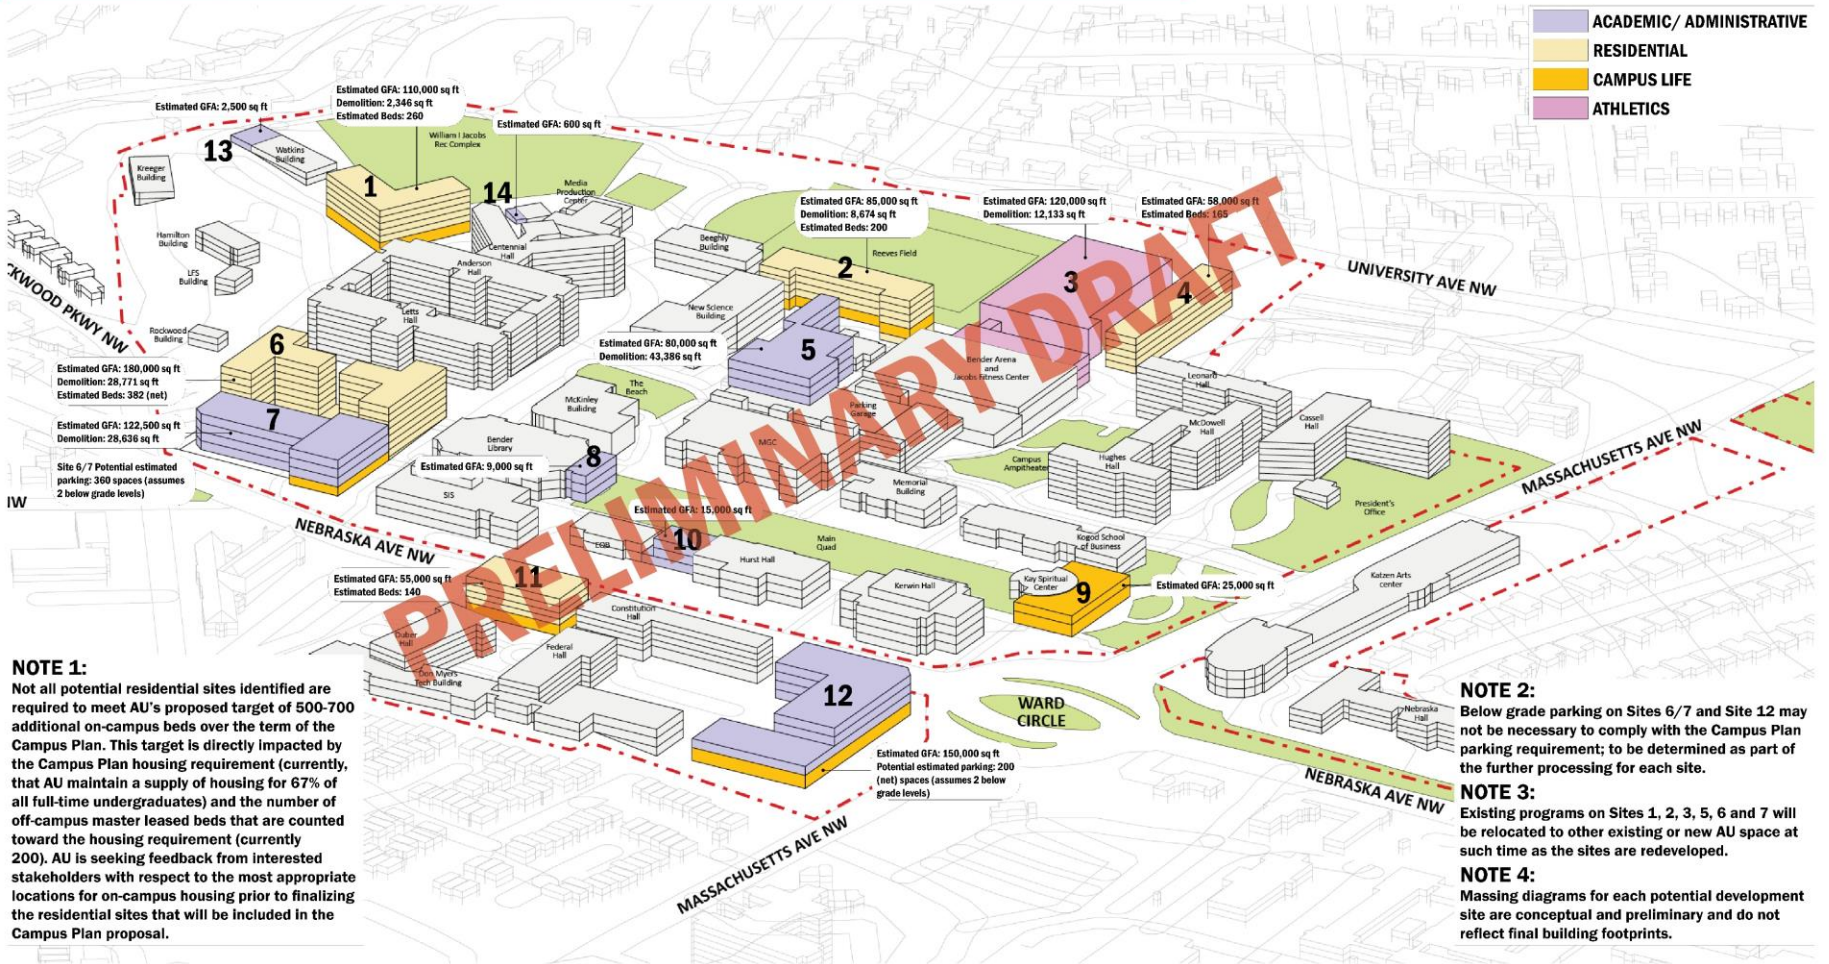 ACADEMIC/ ADMINISTRATIVE
RESIDENTIAL
CAMPUS LIFE
ATHLETICS
Estimated GFA: 2,500 sq ft
13
Watkins
Building
Kreeger
Building
Estimated GFA: 110,000 sq ft
Demolition: 2,346 sq ft
Estimated Beds: 260
1
William I Jacobs
Rec Complex
Estimated GFA: 600 sq ft
14
Media
Production
Center
Centennial
Hall
Anderson
Hall
Letts
Hall
Hamilton
Building
LFS
Building
Rockwood
Building
CKWOOD PKWY NW
Beeghly
Building
New Science
Building
Estimated GFA: 85,000 sq ft
Demolition: 8,674 sq ft
Estimated Beds: 200
Reeves Field
2
Estimated GFA: 120,000 sq ft
Demolition: 12,133 sq ft
3
Estimated GFA: 58,000 sq ft
Estimated Beds: 165
4
UNIVERSITY AVE NW
Estimated GFA: 80,000 sq ft
Demolition: 43,386 sq ft
5
Bender Arena
and
Jacobs Fitness Center
Parking
Garage
Leonard
Hall
McDowell
Hall
Cassell
Hall
Hughes
Hall
Campus
Ampitheater
MASSACHUSETTS AVE NW
President's
Office
6
Estimated GFA: 180,000 sq ft
Demolition: 28,771 sq ft
Estimated Beds: 382 (net)
7
Estimated GFA: 122,500 sq ft
Demolition: 28,636 sq ft
Site 6/7 Potential estimated
parking: 360 spaces (assumes
2 below grade levels)
NW
The
Beach
McKinley
Buildng
Bender
Library
Estimated GFA: 9,000 sq ft
8
SIS
MGC
Memorial
Building
NEBRASKA AVE NW
Estimated GFA: 15,000 sq ft
EQB
10
Hurst Hall
Main
Quad
Kogod School
of Business
Kerwin Hall
Kay Spiritual
Center
9
Estimated GFA: 25,000 sq ft
Katzen Arts
center
Estimated GFA: 55,000 sq ft
Estimated Beds: 140
11
Constitution
Hall
Duber
Hall
Federal
Hall
Don Myers
Tech Building
12
Estimated GFA: 150,000 sq ft
Potential estimated parking: 200
(net) spaces (assumes 2 below
grade levels)
WARD
CIRCLE
Nebraska
Hall
NEBRASKA AVE NW
MASSACHUSETTS AVE NW
PRELIMINARY DRAFT
NOTE 1:
Not all potential residential sites identified are
required to meet AU's proposed target of 500-700
additional on-campus beds over the term of the
Campus Plan. This target is directly impacted by
the Campus Plan housing requirement (currently,
that AU maintain a supply of housing for 67% of
all full-time undergraduates) and the number of
off-campus master leased beds that are counted
toward the housing requirement (currently
200). AU is seeking feedback from interested
stakeholders with respect to the most appropriate
locations for on-campus housing prior to finalizing
the residential sites that will be included in the
Campus Plan proposal.
NOTE 2:
Below grade parking on Sites 6/7 and Site 12 may
not be necessary to comply with the Campus Plan
parking requirement; to be determined as part of
the further processing for each site.
NOTE 3:
Existing programs on Sites 1, 2, 3, 5, 6 and 7 will
be relocated to other existing or new AU space at
such time as the sites are redeveloped.
NOTE 4:
Massing diagrams for each potential development
site are conceptual and preliminary and do not
reflect final building footprints.